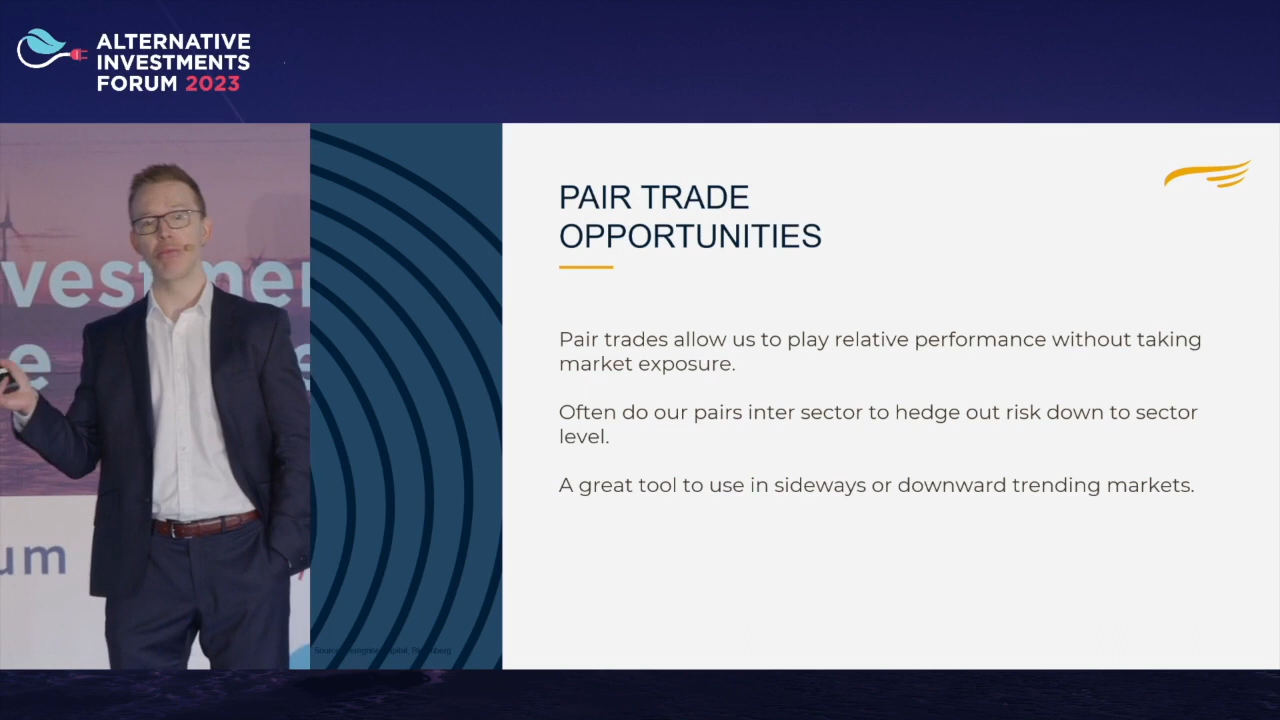 ALTERNATIVE
INVESTMENTS
FORUM 2023
vestmen
e
um
PAIR TRADE
OPPORTUNITIES
Pair trades allow us to play relative performance without taking
market exposure.
Often do our pairs inter sector to hedge out risk down to sector
level.
A great tool to use in sideways or downward trending markets.